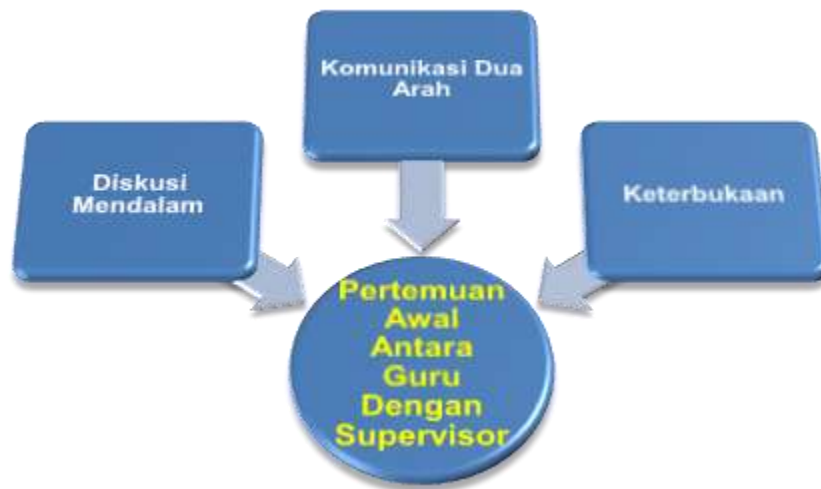 Komunikasi Dua
Arah
Diskusi
Mendalam
Keterbukaan
Pertemuan
Awal
Antara
Guru
Dengan
Supervisor